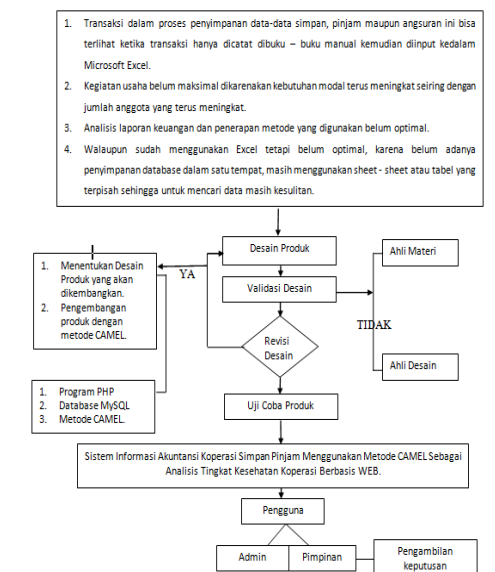 1. Transaksi dalam proses penyimpanan data-data simpan, pinjam maupun angsuran ini bisa
terlihat ketika transaksi hanya dicatat dibuku – buku manual kemudian diinput kedalam
Microsoft Excel.
2. Kegiatan usaha belum maksimal dikarenakan kebutuhan modal terus meningkat seiring dengan
jumlah anggota yang terus meningkat.
3. Analisis laporan keuangan dan penerapan metode yang digunakan belum optimal.
4. Walaupun sudah menggunakan Excel tetapi belum optimal, karena belum adanya
penyimpanan database dalam satu tempat, masih menggunakan sheet - sheet atau tabel yang
terpisah sehingga untuk mencari data masih kesulitan.
Desain Produk
Ahli Materi
1. Menentukan Desain
Produk yang akan
dikembangkan.
2. Pengembangan
produk dengan
metode CAMEL.
YA
Validasi Desain
TIDAK
Revisi
Desain
Ahli Desain
1. Program PHP
2. Database MySQL
3. Metode CAMEL.
Uji Coba Produk
Sistem Informasi Akuntansi Koperasi Simpan Pinjam Menggunakan Metode CAMEL Sebagai
Analisis Tingkat Kesehatan Koperasi Berbasis WEB.
Pengguna
Admin
Pimpinan
Pengambilan
keputusan